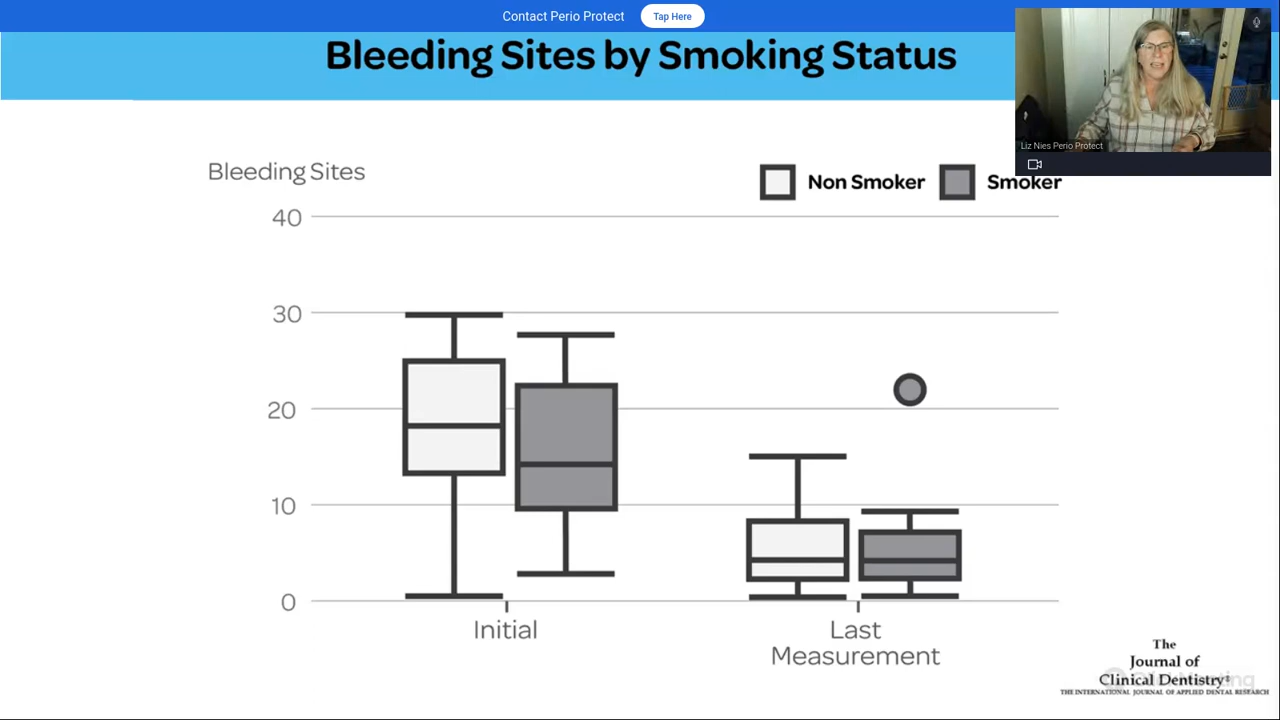 Contact Perio Protect
Tap Here
Bleeding Sites by Smoking Status
Liz Nies Perio Protect
Bleeding Sites
Non Smoker
Smoker
40
30
20
10
0
Initial
Last
Measurement
The
Journal of
Clinical Dentistry®
THE INTERNATIONAL JOURNAL OF APPLIED DENTAL RESEARCH